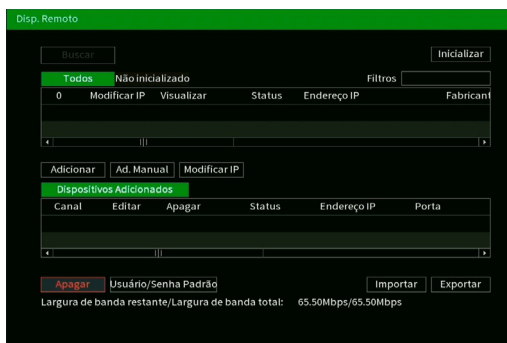 Disp. Remoto
Buscar Inicializar
Todos Não inicializado Filtros
0 Modificar IP Visualizar Status Endereço IP Fabricant
Adicionar Ad. Manual Modificar IP
Dispositivos Adicionados
Canal Editar Apagar Status Endereço IP Porta
Apagar Usuário/Senha Padrão Importar Exportar
Largura de banda restante/Largura de banda total: 65.50Mbps/65.50Mbps